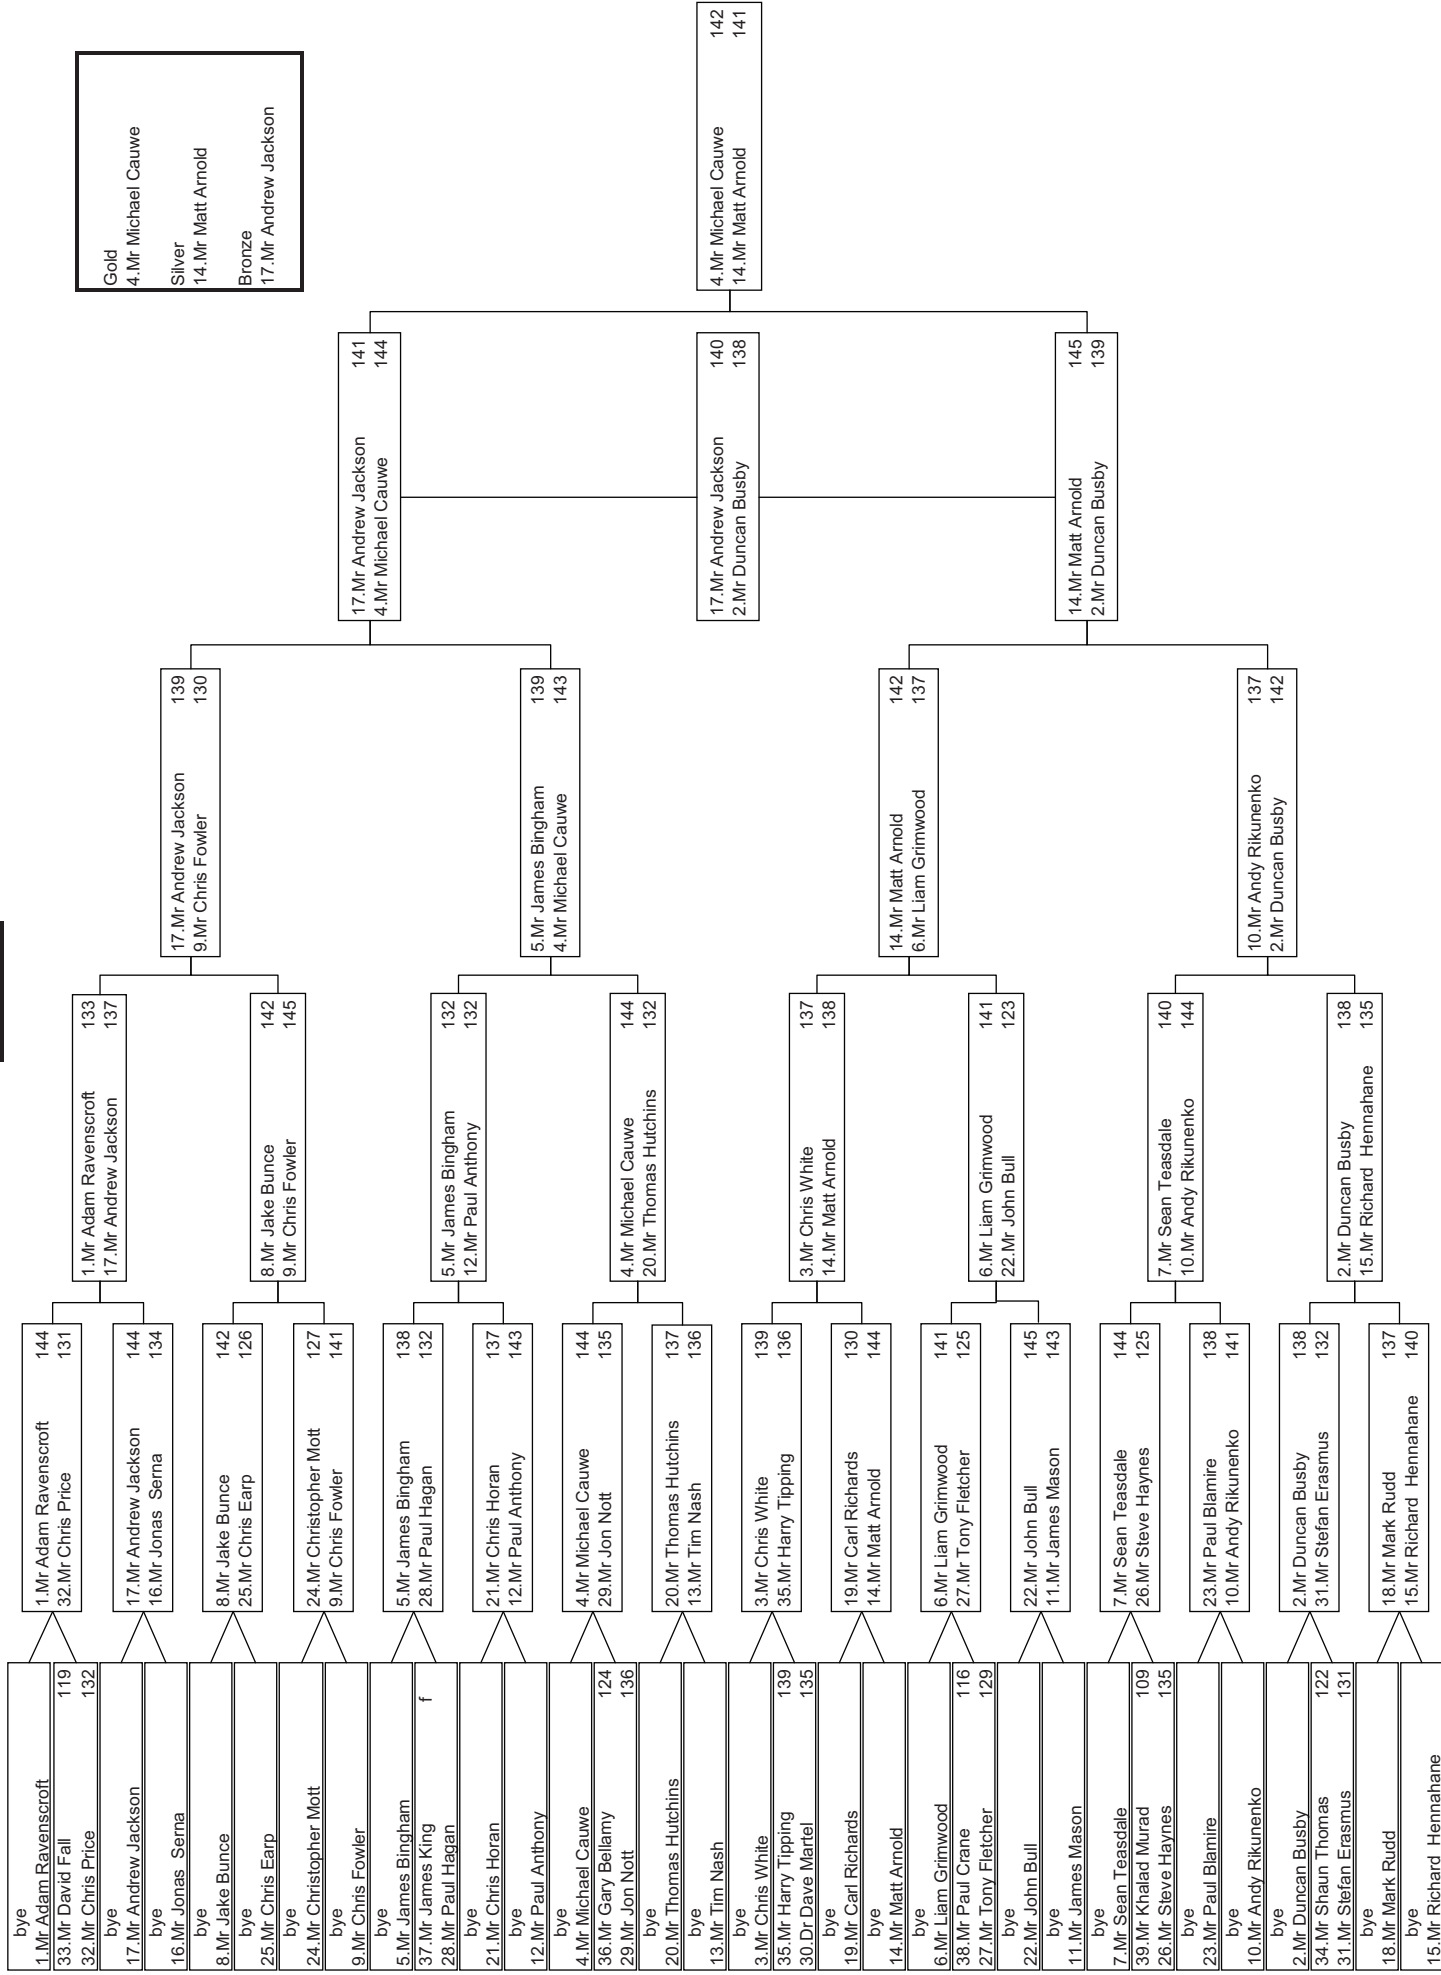 bye
1.Mr Adam Ravenscroft
33.Mr David Fall 119
32.Mr Chris Price 132
bye
17.Mr Andrew Jackson
bye
16.Mr Jonas Serna
bye
8.Mr Jake Bunce
bye
25.Mr Chris Earp
bye
24.Mr Christopher Mott
bye
9.Mr Chris Fowler
bye
5.Mr James Bingham
37.Mr James King f
28.Mr Paul Hagan
bye
21.Mr Chris Horan
bye
12.Mr Paul Anthony
bye
4.Mr Michael Cauwe
36.Mr Gary Bellamy 124
29.Mr Jon Nott 136
bye
20.Mr Thomas Hutchins
bye
13.Mr Tim Nash
bye
3.Mr Chris White
35.Mr Harry Tipping 139
30.Dr Dave Martel 135
bye
19.Mr Carl Richards
bye
14.Mr Matt Arnold
bye
6.Mr Liam Grimwood
38.Mr Paul Crane 116
27.Mr Tony Fletcher 129
bye
22.Mr John Bull
bye
11.Mr James Mason
bye
7.Mr Sean Teasdale
39.Mr Khalad Murad 109
26.Mr Steve Haynes 135
bye
23.Mr Paul Blamire
bye
10.Mr Andy Rikunenko
bye
2.Mr Duncan Busby
34.Mr Shaun Thomas 122
31.Mr Stefan Erasmus 131
bye
18.Mr Mark Rudd
bye
15.Mr Richard Hennahane
1.Mr Adam Ravenscroft 144
32.Mr Chris Price 131
17.Mr Andrew Jackson 144
16.Mr Jonas Serna 134
8.Mr Jake Bunce 142
25.Mr Chris Earp 126
24.Mr Christopher Mott 127
9.Mr Chris Fowler 141
5.Mr James Bingham 138
28.Mr Paul Hagan 132
21.Mr Chris Horan 137
12.Mr Paul Anthony 143
4.Mr Michael Cauwe 144
29.Mr Jon Nott 135
20.Mr Thomas Hutchins 137
13.Mr Tim Nash 136
3.Mr Chris White 139
35.Mr Harry Tipping 136
19.Mr Carl Richards 130
14.Mr Matt Arnold 144
6.Mr Liam Grimwood 141
27.Mr Tony Fletcher 125
22.Mr John Bull 145
11.Mr James Mason 143
7.Mr Sean Teasdale 144
26.Mr Steve Haynes 125
23.Mr Paul Blamire 138
10.Mr Andy Rikunenko 141
2.Mr Duncan Busby 138
31.Mr Stefan Erasmus 132
18.Mr Mark Rudd 137
15.Mr Richard Hennahane 140
1.Mr Adam Ravenscroft 133
17.Mr Andrew Jackson 137
8.Mr Jake Bunce 142
9.Mr Chris Fowler 145
5.Mr James Bingham 132
12.Mr Paul Anthony 132
4.Mr Michael Cauwe 144
20.Mr Thomas Hutchins 132
3.Mr Chris White 137
14.Mr Matt Arnold 138
6.Mr Liam Grimwood 141
22.Mr John Bull 123
7.Mr Sean Teasdale 140
10.Mr Andy Rikunenko 144
2.Mr Duncan Busby 138
15.Mr Richard Hennahane 135
17.Mr Andrew Jackson 139
9.Mr Chris Fowler 130
5.Mr James Bingham 139
4.Mr Michael Cauwe 143
14.Mr Matt Arnold 142
6.Mr Liam Grimwood 137
10.Mr Andy Rikunenko 137
2.Mr Duncan Busby 142
17.Mr Andrew Jackson 141
4.Mr Michael Cauwe 144
17.Mr Andrew Jackson 140
2.Mr Duncan Busby 138
14.Mr Matt Arnold 145
2.Mr Duncan Busby 139
4.Mr Michael Cauwe 142
14.Mr Matt Arnold 141
Gold
4.Mr Michael Cauwe
Silver
14.Mr Matt Arnold
Bronze
17.Mr Andrew Jackson